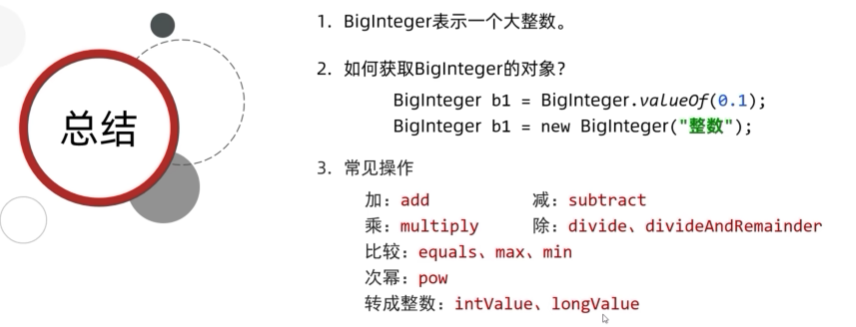 总结
1. BigInteger表示一个大整数。
2. 如何获取BigInteger的对象？
BigInteger b1 = BigInteger.valueOf(0.1);
BigInteger b1 = new BigInteger("整数");
3. 常见操作
加：add 减：subtract
乘：multiply 除：divide、divideAndRemainder
比较：equals、max、min
次幂：pow
转成整数：intValue、longValue